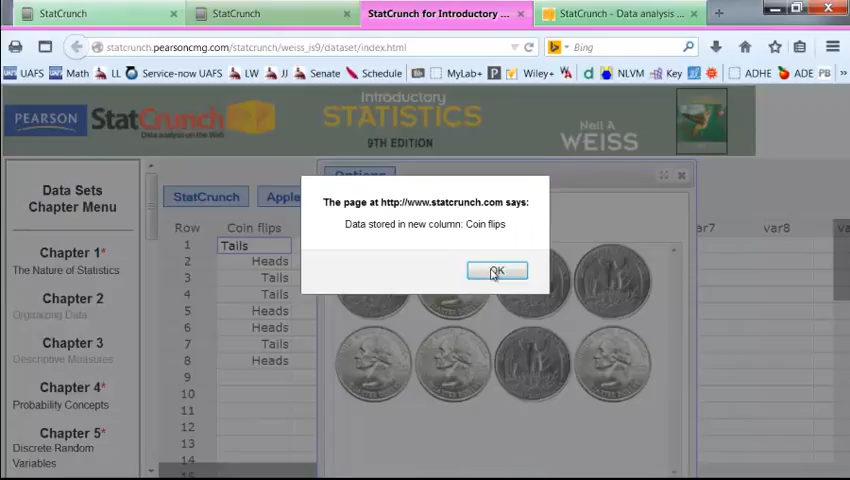 StatCrunch
StatCrunch
StatCrunch for Introductory ...
StatCrunch - Data analysis ...
statcrunch.pearsoncmg.com/statcrunch/weiss_is9/dataset/index.html
Bing
UAFS Math LL Service-now UAFS LW JJ Senate Schedule MyLab+ P Wiley+ NLVM Key ADHE ADE PB »
PEARSON StatCrunch
Data analysis on the Web
Introductory
STATISTICS
9TH EDITION
Neil A
WEISS
Data Sets
Chapter Menu
Chapter 1*
The Nature of Statistics
Chapter 2
Organizing Data
Chapter 3
Descriptive Measures
Chapter 4*
Probability Concepts
Chapter 5*
Discrete Random
Variables
StatCrunch Apple
Options
Row Coin flips var7 var8
1 Tails
2 Heads
3 Tails
4 Tails
5 Heads
6 Heads
7 Tails
8 Heads
9
10
11
12
13
The page at http://www.statcrunch.com says:
Data stored in new column: Coin flips
OK